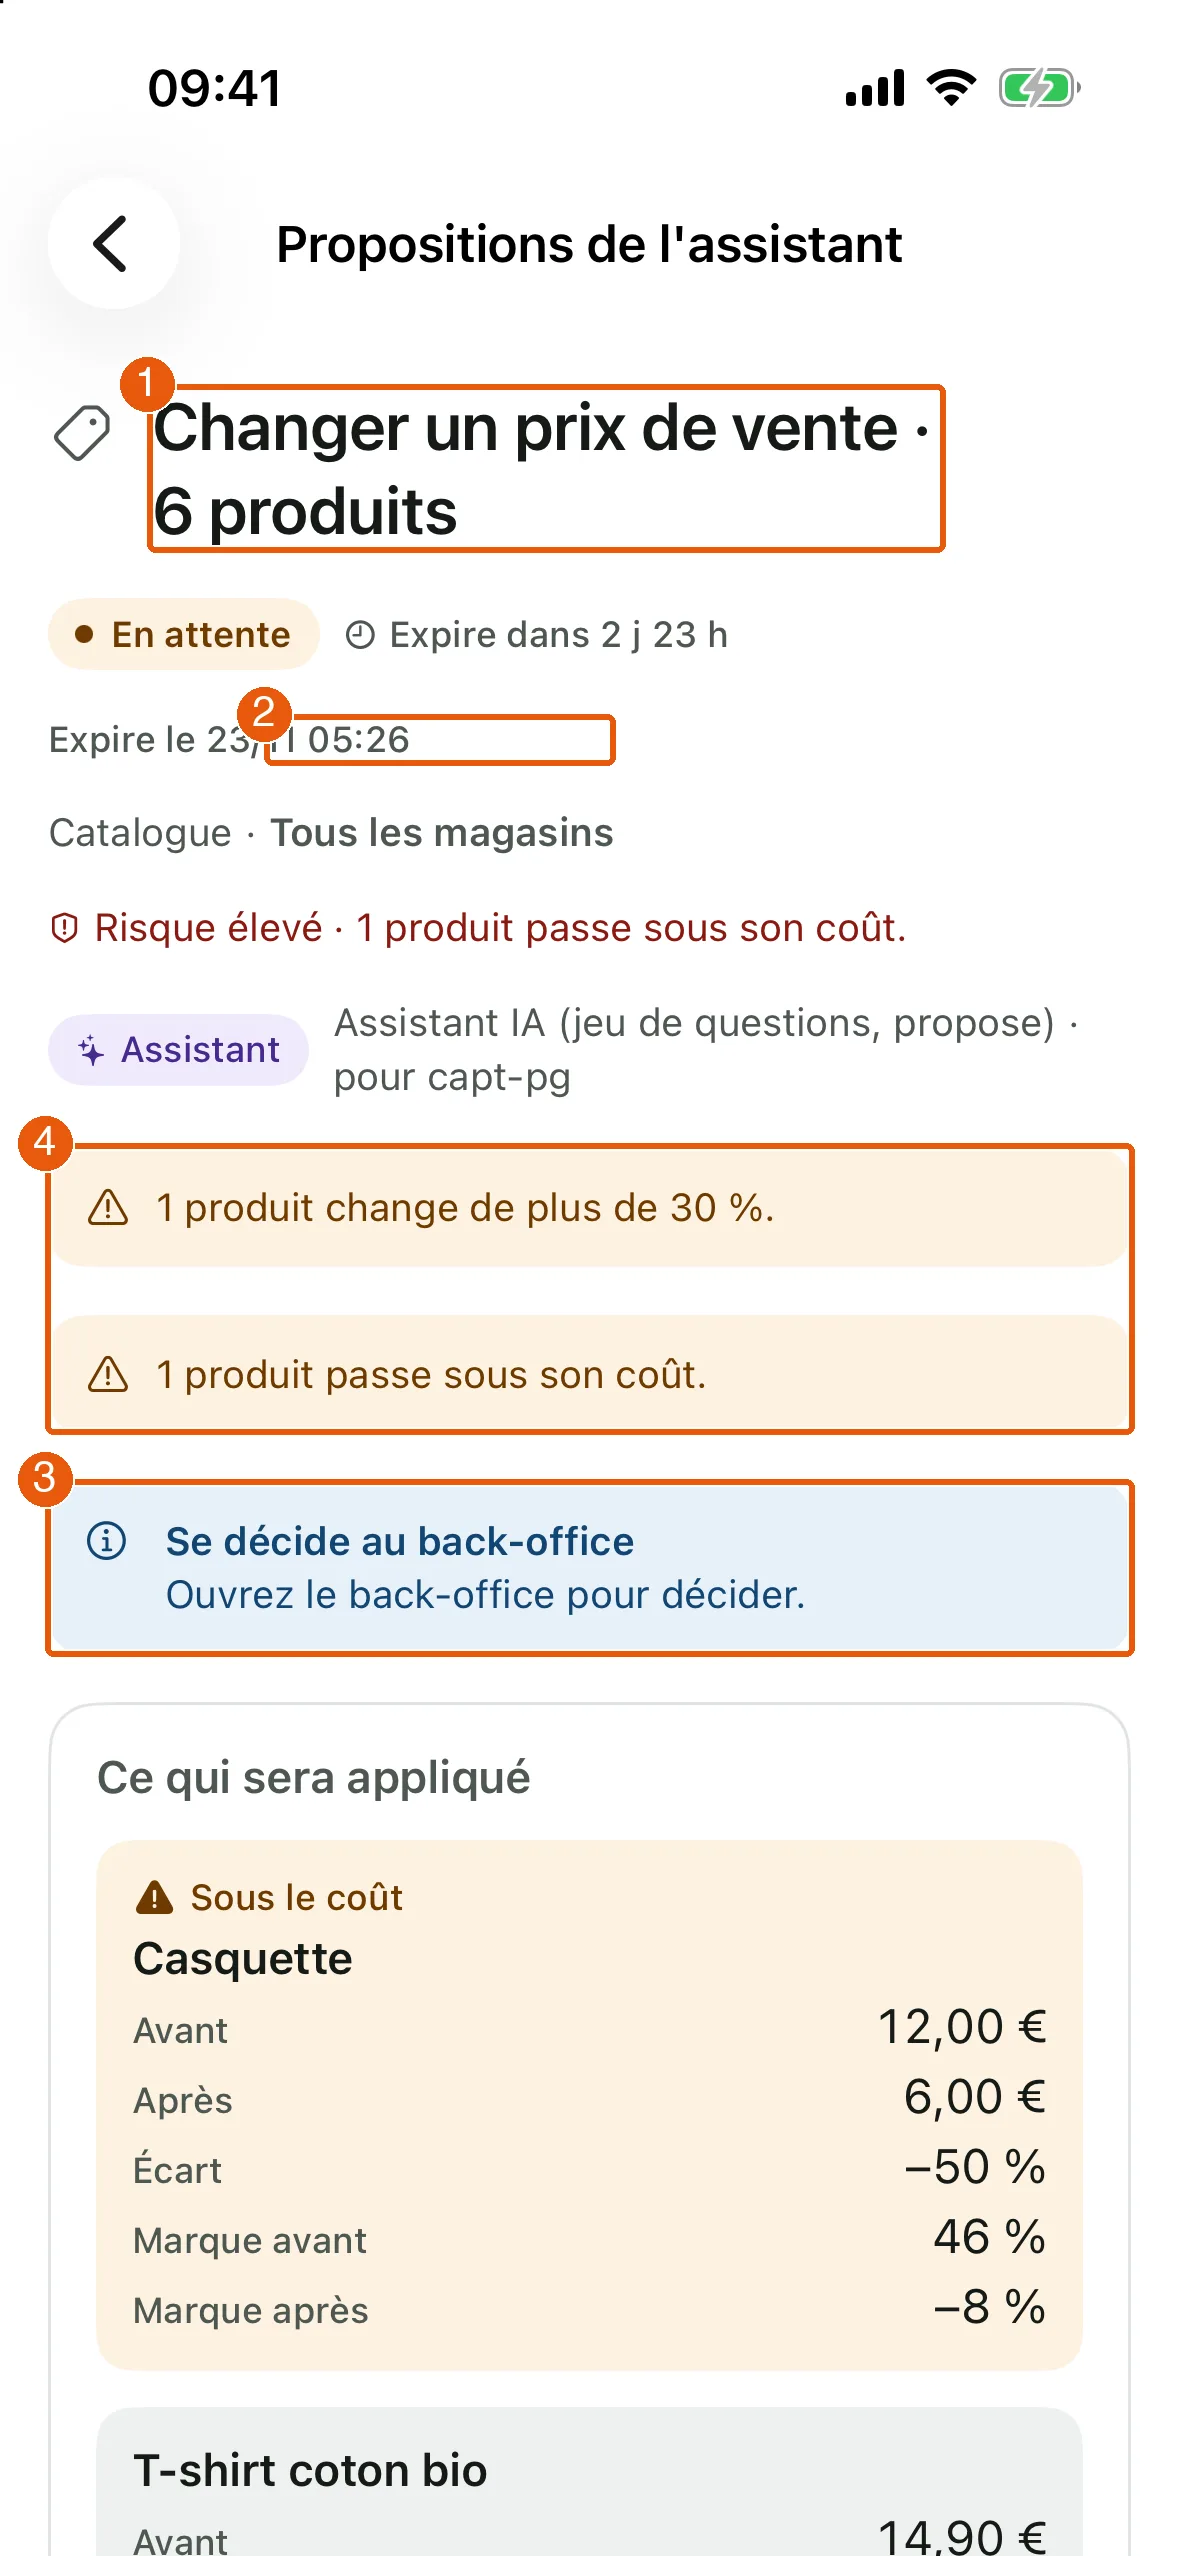 09:41
Propositions de l'assistant
1
Changer un prix de vente ·
6 produits
En attente
Expire dans 2 j 23 h
2
Expire le 23/11 05:26
Catalogue · Tous les magasins
Risque élevé · 1 produit passe sous son coût.
Assistant
Assistant IA (jeu de questions, propose) ·
pour capt-pg
4
1 produit change de plus de 30 %.
1 produit passe sous son coût.
3
Se décide au back-office
Ouvrez le back-office pour décider.
Ce qui sera appliqué
Sous le coût
Casquette
Avant 12,00 €
Après 6,00 €
Écart –50 %
Marque avant 46 %
Marque après –8 %
T-shirt coton bio
Avant 14,90 €